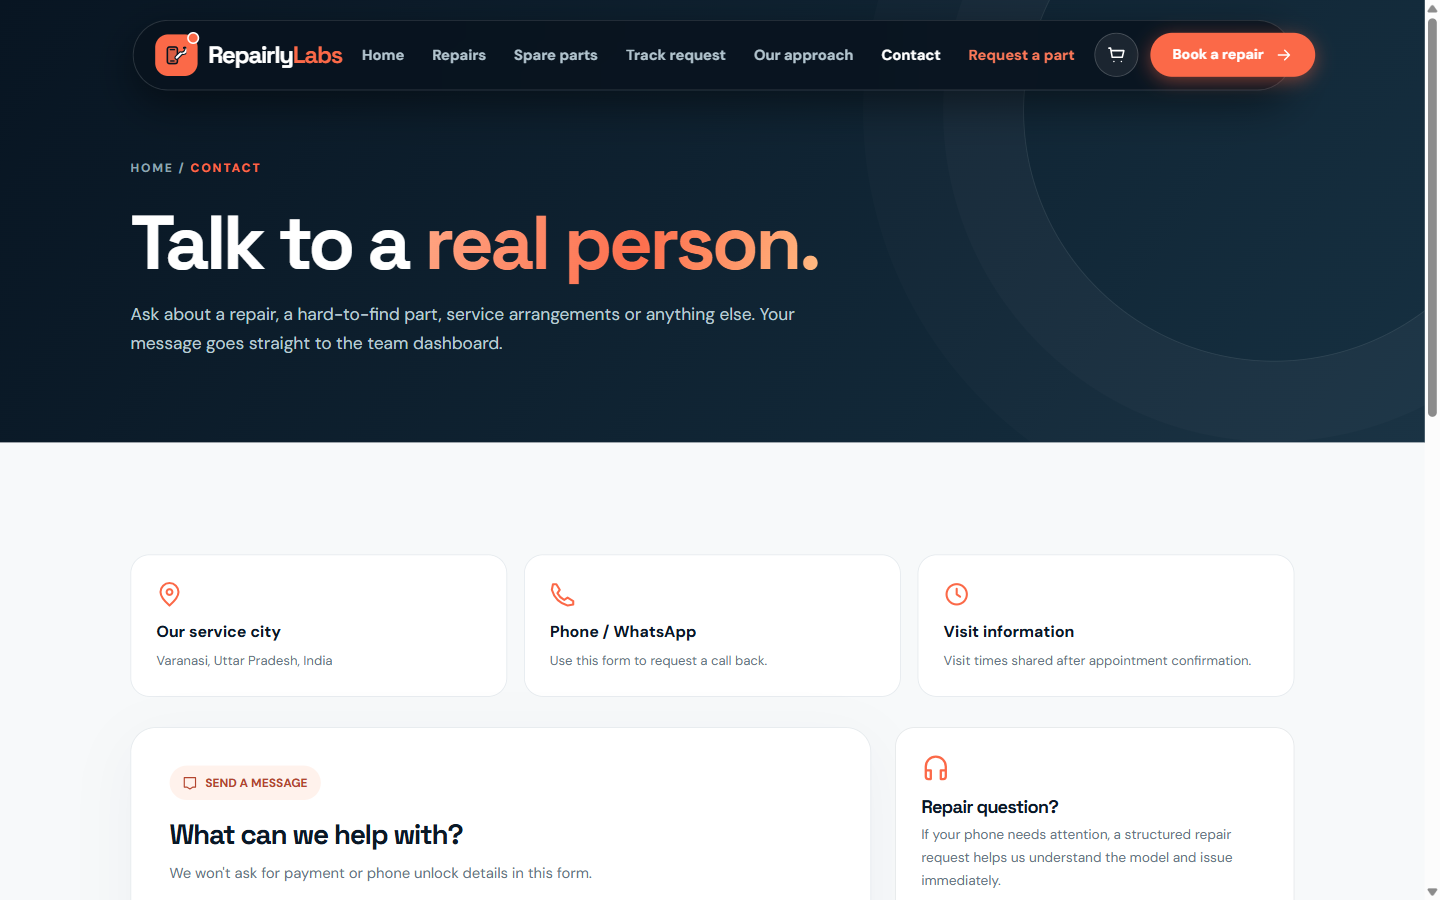 RepairlyLabs Home Repairs Spare parts Track request Our approach Contact Request a part Book a repair
HOME / CONTACT
Talk to a real person.
Ask about a repair, a hard-to-find part, service arrangements or anything else. Your
message goes straight to the team dashboard.
Our service city
Varanasi, Uttar Pradesh, India
Phone / WhatsApp
Use this form to request a call back.
Visit information
Visit times shared after appointment confirmation.
SEND A MESSAGE
What can we help with?
We won't ask for payment or phone unlock details in this form.
Repair question?
If your phone needs attention, a structured repair
request helps us understand the model and issue
immediately.